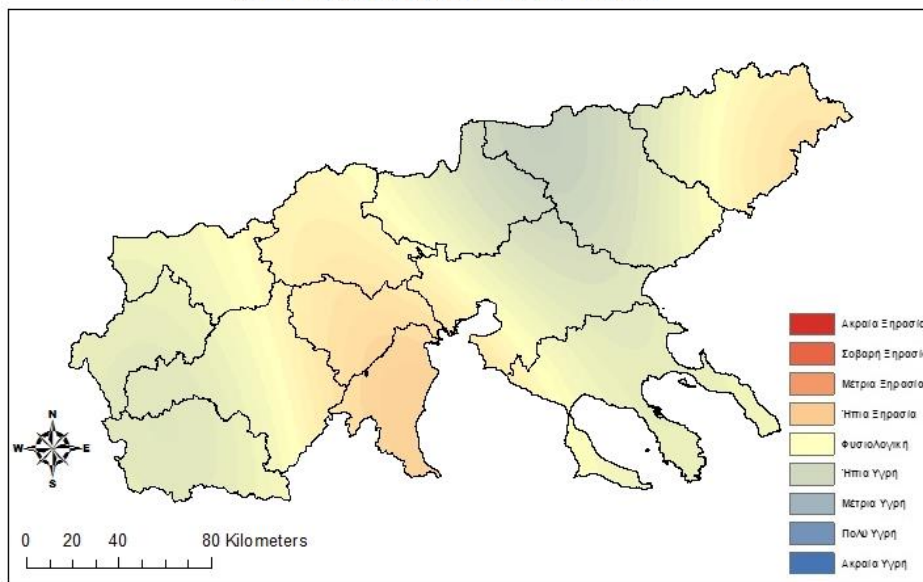 Ακραία Ξηρασία
Σοβαρή Ξηρασία
Μέτρια Ξηρασία
Ήπια Ξηρασία
Φυσιολογική
Ήπια Υγρή
Μέτρια Υγρή
Πολύ Υγρή
Ακραία Υγρή
N
W E
S
0 20 40 80 Kilometers